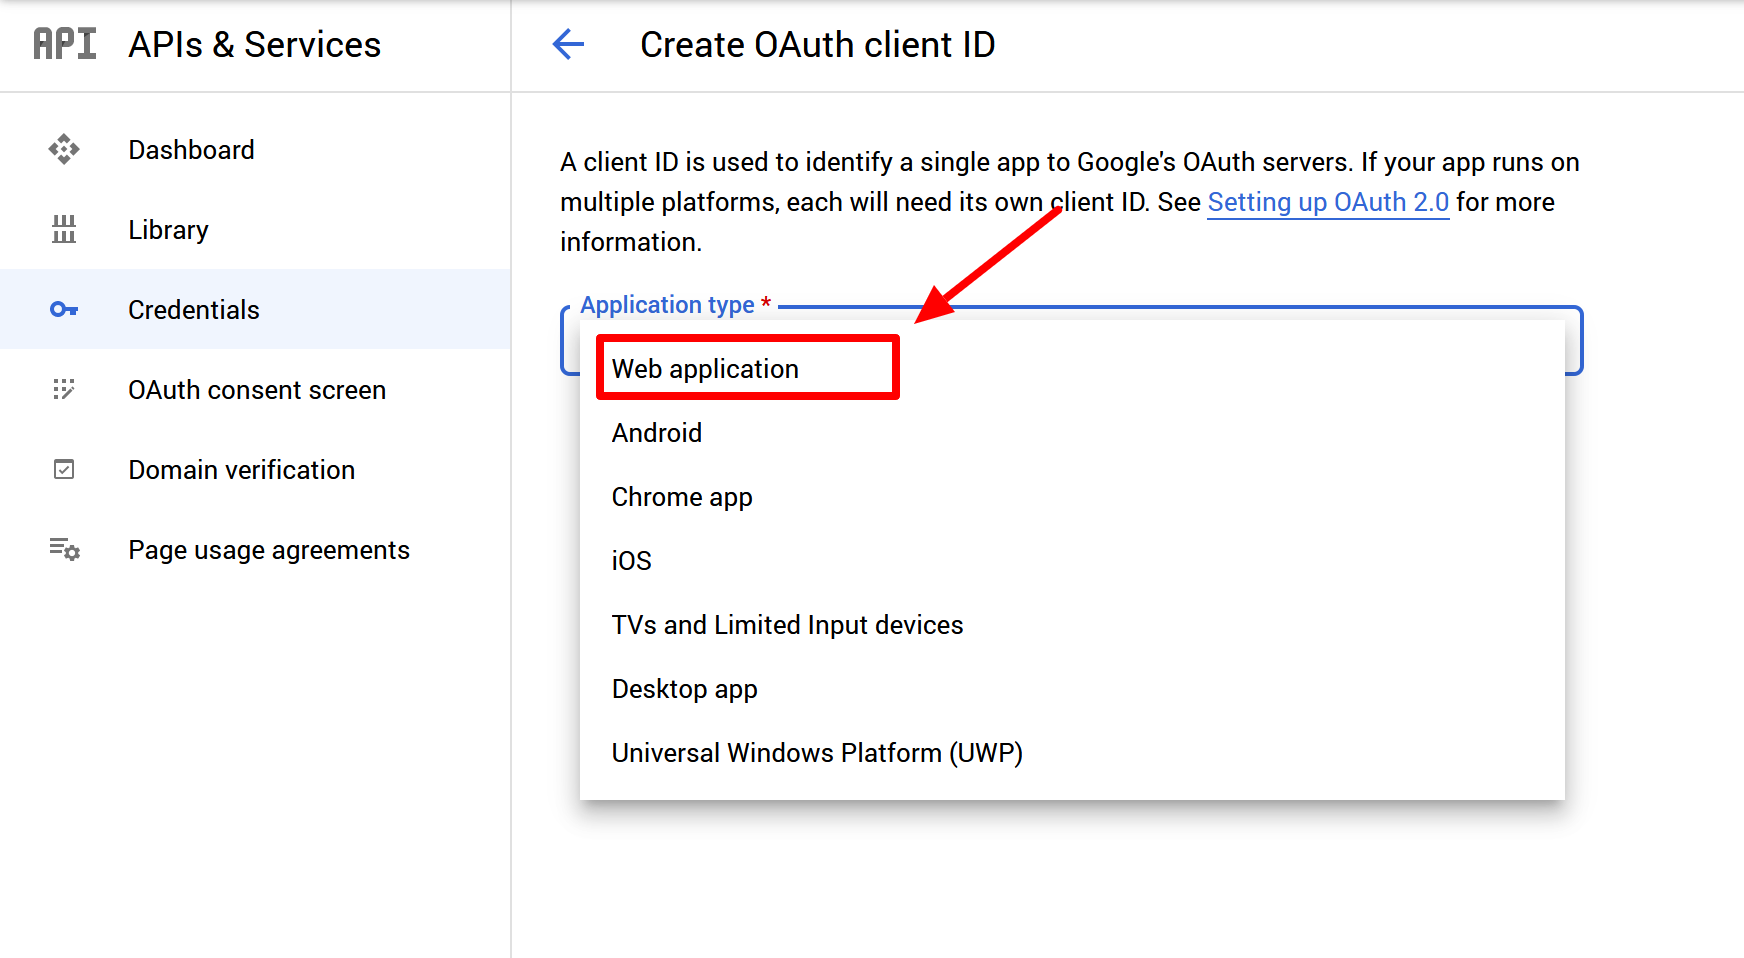 API APIs & Services
Create OAuth client ID
Dashboard
Library
Credentials
OAuth consent screen
Domain verification
Page usage agreements
A client ID is used to identify a single app to Google's OAuth servers. If your app runs on
multiple platforms, each will need its own client ID. See Setting up OAuth 2.0 for more
information.
Application type *
Web application
Android
Chrome app
iOS
TVs and Limited Input devices
Desktop app
Universal Windows Platform (UWP)